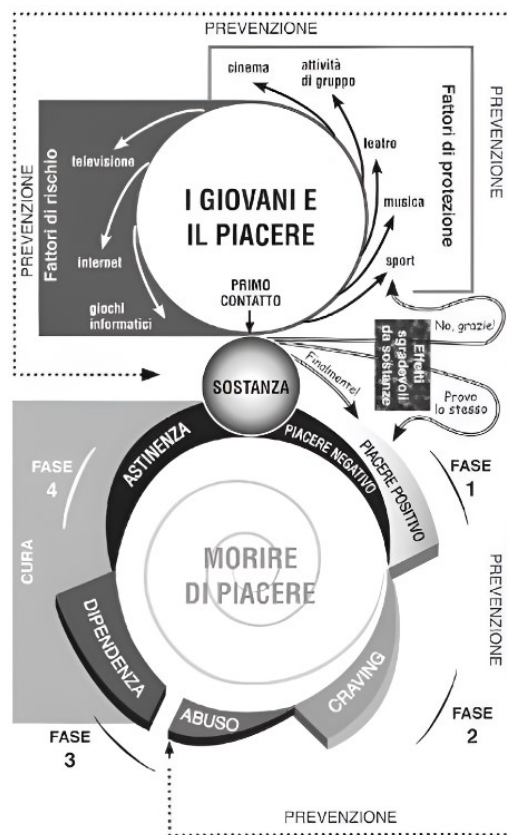 PREVENZIONE
PREVENZIONE
PREVENZIONE
Fattori di rischio
Fattori di protezione
cinema
attività
di gruppo
teatro
musica
sport
televisione
internet
giochi
informatici
I GIOVANI E
IL PIACERE
PRIMO
CONTATTO
SOSTANZA
No, grazie!
Effetti
sgradevoli
da sostanze
Finalmente!
Provo
lo stesso
ASTINENZA
PIACERE NEGATIVO
PIACERE POSITIVO
FASE
4
FASE
1
CURA
MORIRE
DI PIACERE
PREVENZIONE
DIPENDENZA
ABUSO
CRAVING
FASE
3
FASE
2
PREVENZIONE